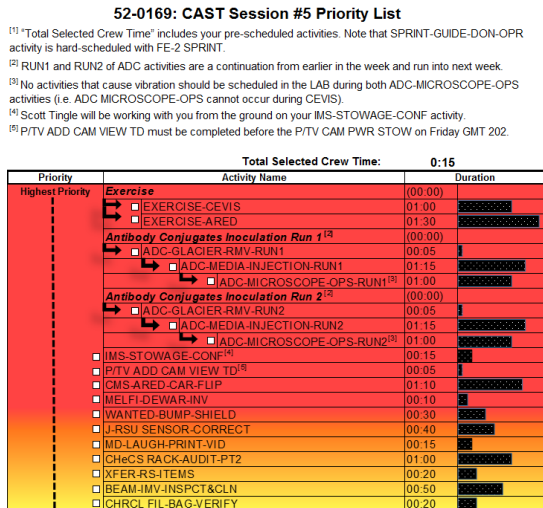 52-0169: CAST Session #5 Priority List
[1] "Total Selected Crew Time" includes your pre-scheduled activities. Note that SPRINT-GUIDE-DON-OPR
activity is hard-scheduled with FE-2 SPRINT.
[2] RUN1 and RUN2 of ADC activities are a continuation from earlier in the week and run into next week.
[3] No activities that cause vibration should be scheduled in the LAB during both ADC-MICROSCOPE-OPS
activities (i.e. ADC MICROSCOPE-OPS cannot occur during CEVIS).
[4] Scott Tingle will be working with you from the ground on your IMS-STOWAGE-CONF activity.
[5] P/TV ADD CAM VIEW TD must be completed before the P/TV CAM PWR STOW on Friday GMT 202.
Total Selected Crew Time: 0:15
Priority Activity Name Duration
Highest Priority Exercise (00:00)
EXERCISE-CEVIS 01:00
EXERCISE-ARED 01:30
Antibody Conjugates Inoculation Run 1 [2] (00:00)
ADC-GLACIER-RMV-RUN1 00:05
ADC-MEDIA-INJECTION-RUN1 01:15
ADC-MICROSCOPE-OPS-RUN1[3] 01:00
Antibody Conjugates Inoculation Run 2 [2] (00:00)
ADC-GLACIER-RMV-RUN2 00:05
ADC-MEDIA-INJECTION-RUN2 01:15
ADC-MICROSCOPE-OPS-RUN2[3] 01:00
IMS-STOWAGE-CONF[4] 00:15
P/TV ADD CAM VIEW TD[5] 00:05
CMS-ARED-CAR-FLIP 01:10
MELFI-DEWAR-INV 00:10
WANTED-BUMP-SHIELD 00:30
J-RSU SENSOR-CORRECT 00:40
MD-LAUGH-PRINT-VID 00:15
CHeCS RACK-AUDIT-PT2 01:00
XFER-RS-ITEMS 00:20
BEAM-IMV-INSPCT&CLN 00:50
CHRCL FIL-BAG-VERIFY 00:20